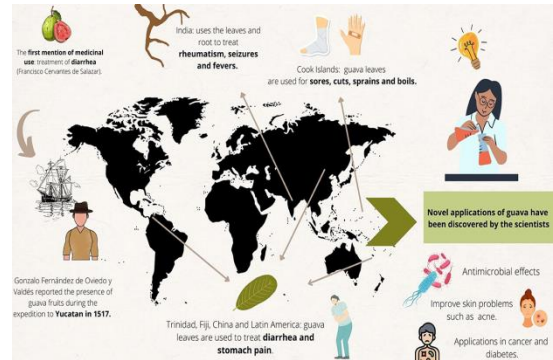 The first mention of medicinal
use: treatment of diarrhea
(Francisco Cervantes de Salazar).
India: uses the leaves and
root to treat
rheumatism, seizures
and fevers.
Cook Islands: guava leaves
are used for sores, cuts, sprains and boils.
Novel applications of guava have
been discovered by the scientists
Gonzalo Fernández de Oviedo y
Valdés reported the presence of
guava fruits during the
expedition to Yucatan in 1517.
Trinidad, Fiji, China and Latin America: guava
leaves are used to treat diarrhea and
stomach pain.
Antimicrobial effects
Improve skin problems
such as acne.
Applications in cancer and
diabetes.